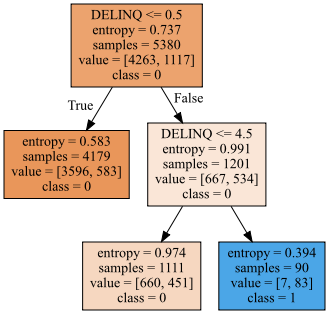 DELINQ <= 0.5
entropy = 0.737
samples = 5380
value = [4263, 1117]
class = 0
True
False
entropy = 0.583
samples = 4179
value = [3596, 583]
class = 0
DELINQ <= 4.5
entropy = 0.991
samples = 1201
value = [667, 534]
class = 0
entropy = 0.974
samples = 1111
value = [660, 451]
class = 0
entropy = 0.394
samples = 90
value = [7, 83]
class = 1